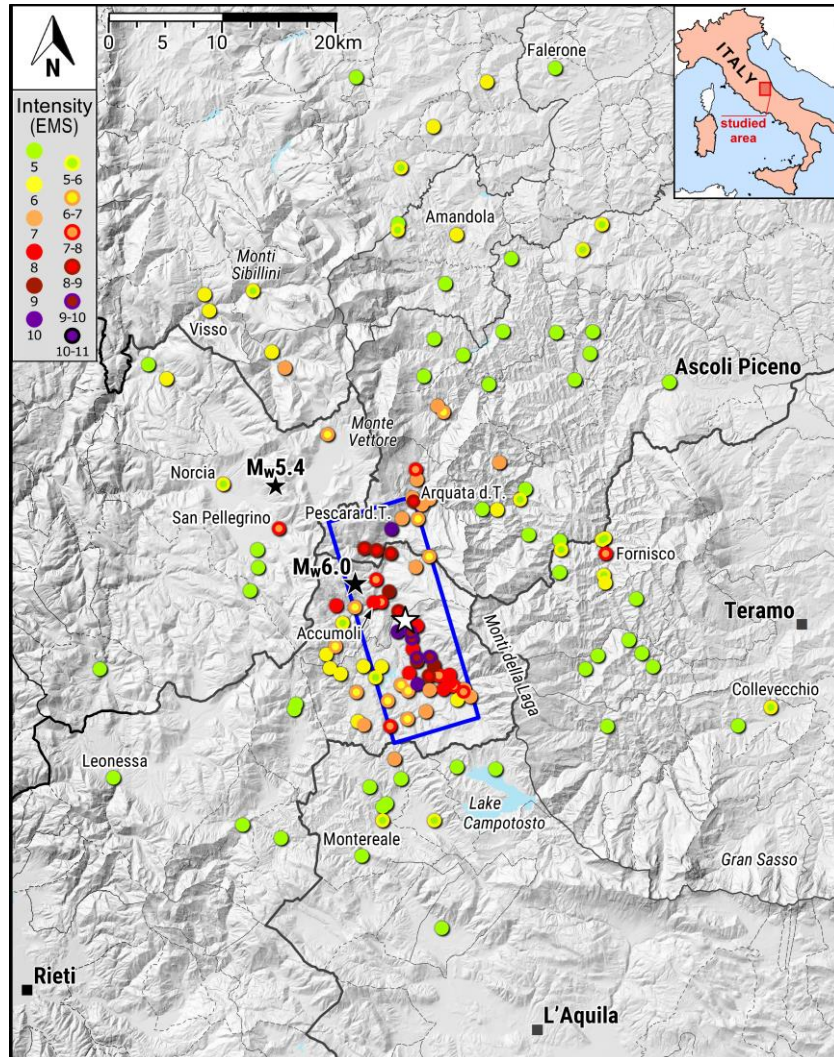 N
0
10
20km
Intensity
(EMS)
5
5-6
6
6-7
7
7-8
8
8-9
9
9-10
10
10-11
ITALY
studied
area
Falerone
Amandola
Monti
Sibillini
Visso
Ascoli Piceno
Monte
Vettore
Norcia
Mw5.4
Arquata d.T.
Pescara d.T.
San Pellegrino
Fornisco
Mw6.0
Accumoli
Teramo
Monti della Laga
Collevecchio
Leonessa
Lake
Campotosto
Montereale
Gran Sasso
Rieti
L'Aquila